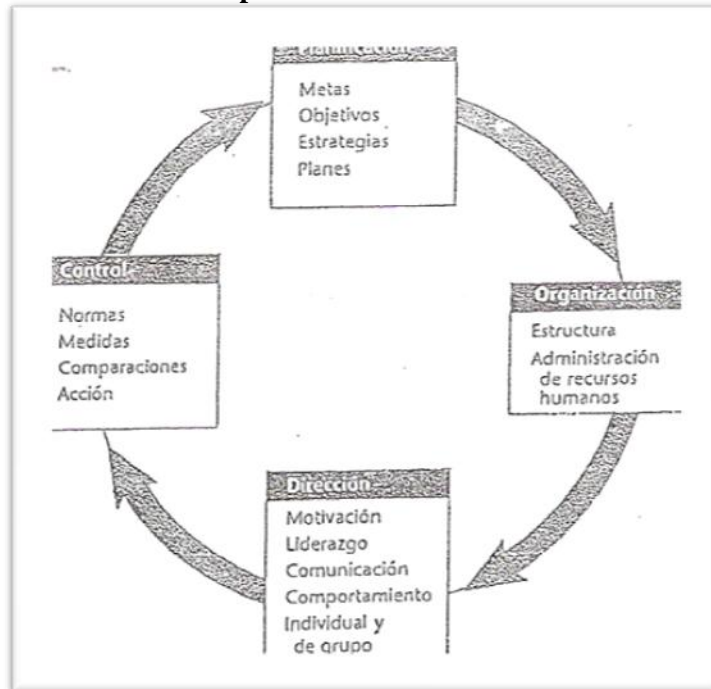 Planificación
Metas
Objetivos
Estrategias
Planes
Organización
Estructura
Administración
de recursos
humanos
Dirección
Motivación
Liderazgo
Comunicación
Comportamiento
Individual y
de grupo
Control
Normas
Medidas
Comparaciones
Acción